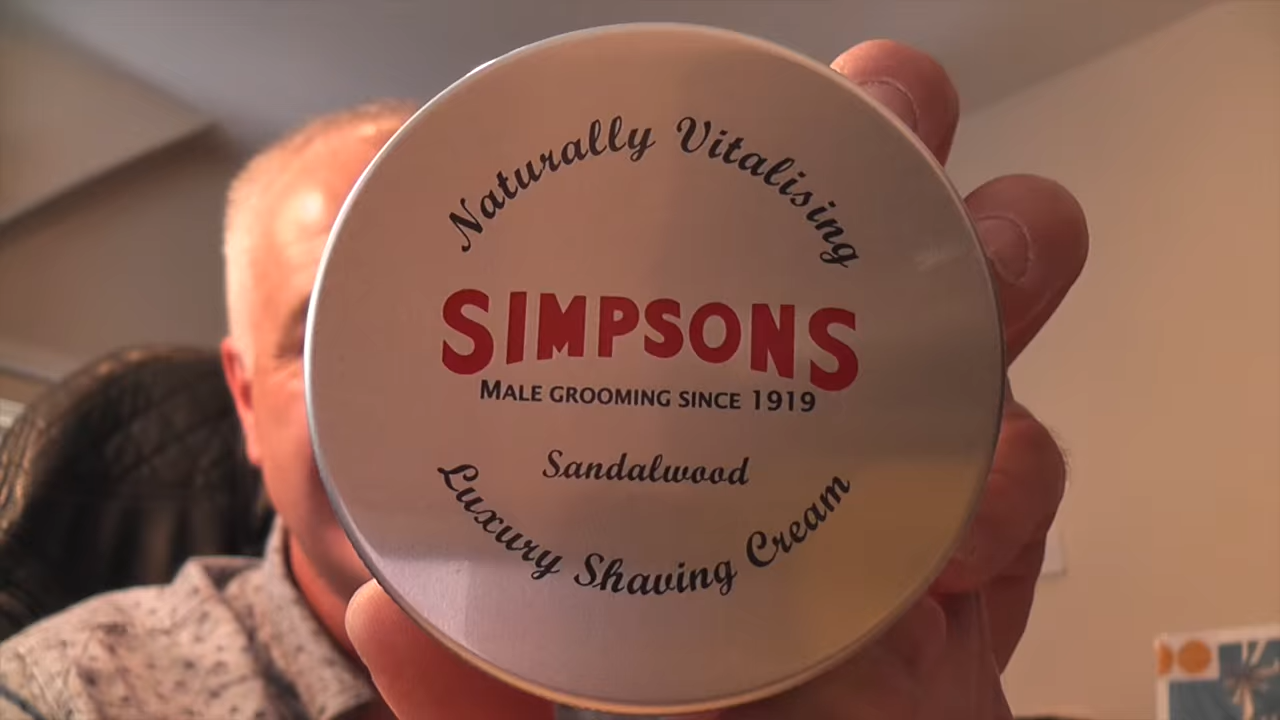 Naturally Vitalising
SIMPSONS
MALE GROOMING SINCE 1919
Sandalwood
Luxury Shaving Cream